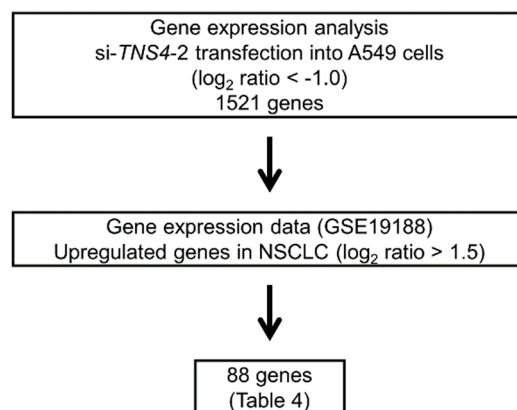 Gene expression analysis
si-TNS4-2 transfection into A549 cells
(log₂ ratio < -1.0)
1521 genes
Gene expression data (GSE19188)
Upregulated genes in NSCLC (log₂ ratio > 1.5)
88 genes
(Table 4)